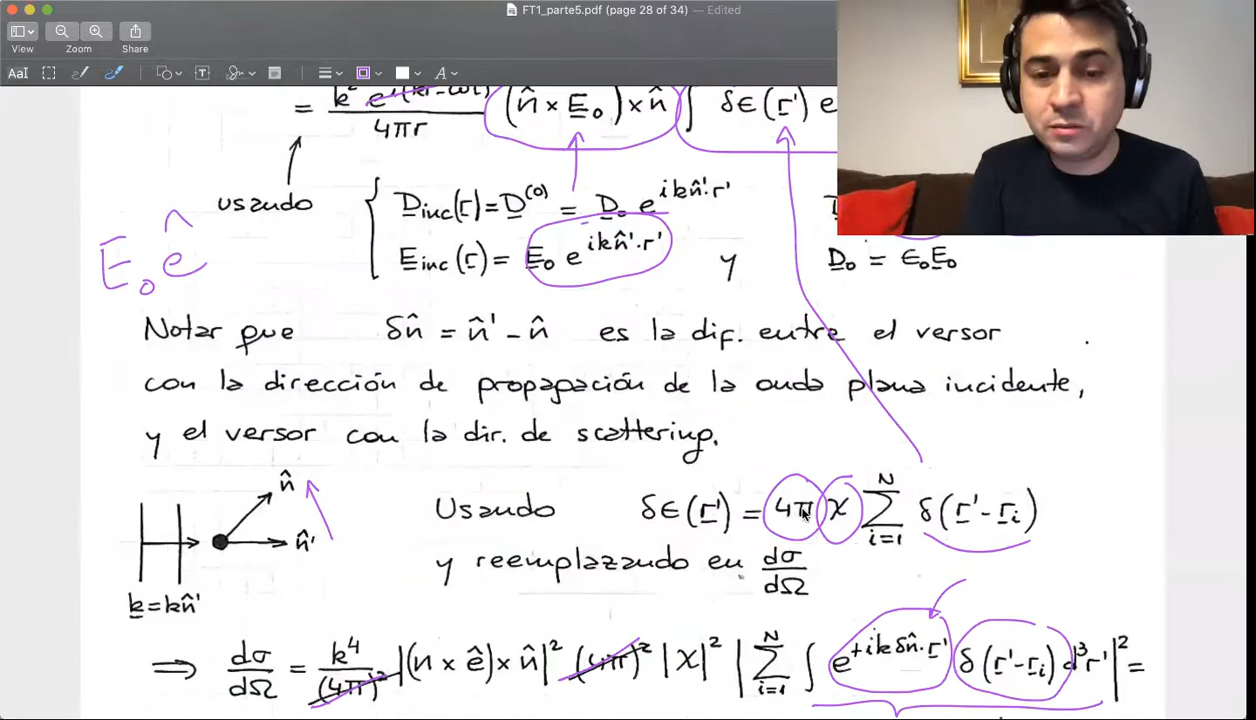 FT1_parte5.pdf (page 28 of 34) — Edited
View Zoom Share
AaI A
= k² e^{i(kr-ωt)} / 4πr (n̂ × E₀) × n̂ ∫ δε(r') e
usando { D_inc(r) = D^(0) = D₀ e^{ikn̂'·r'}
E₀ ê E_inc(r) = E₀ e^{ikn̂'·r'} y D₀ = ε₀E₀
Notar que δn̂ = n̂' - n̂ es la dif. entre el versor
con la dirección de propagación de la onda plana incidente,
y el versor con la dir. de scattering.
n̂
n̂'
k = kn̂'
Usando δε(r') = 4π χ Σ_{i=1}^{N} δ(r' - r_i)
y reemplazando en dσ/dΩ
⇒ dσ/dΩ = k⁴/(4π)² |(n × ê) × n̂|² (4π)² |χ|² | Σ_{i=1}^{N} ∫ e^{+ikδn̂·r'} δ(r' - r_i) d³r' |² =